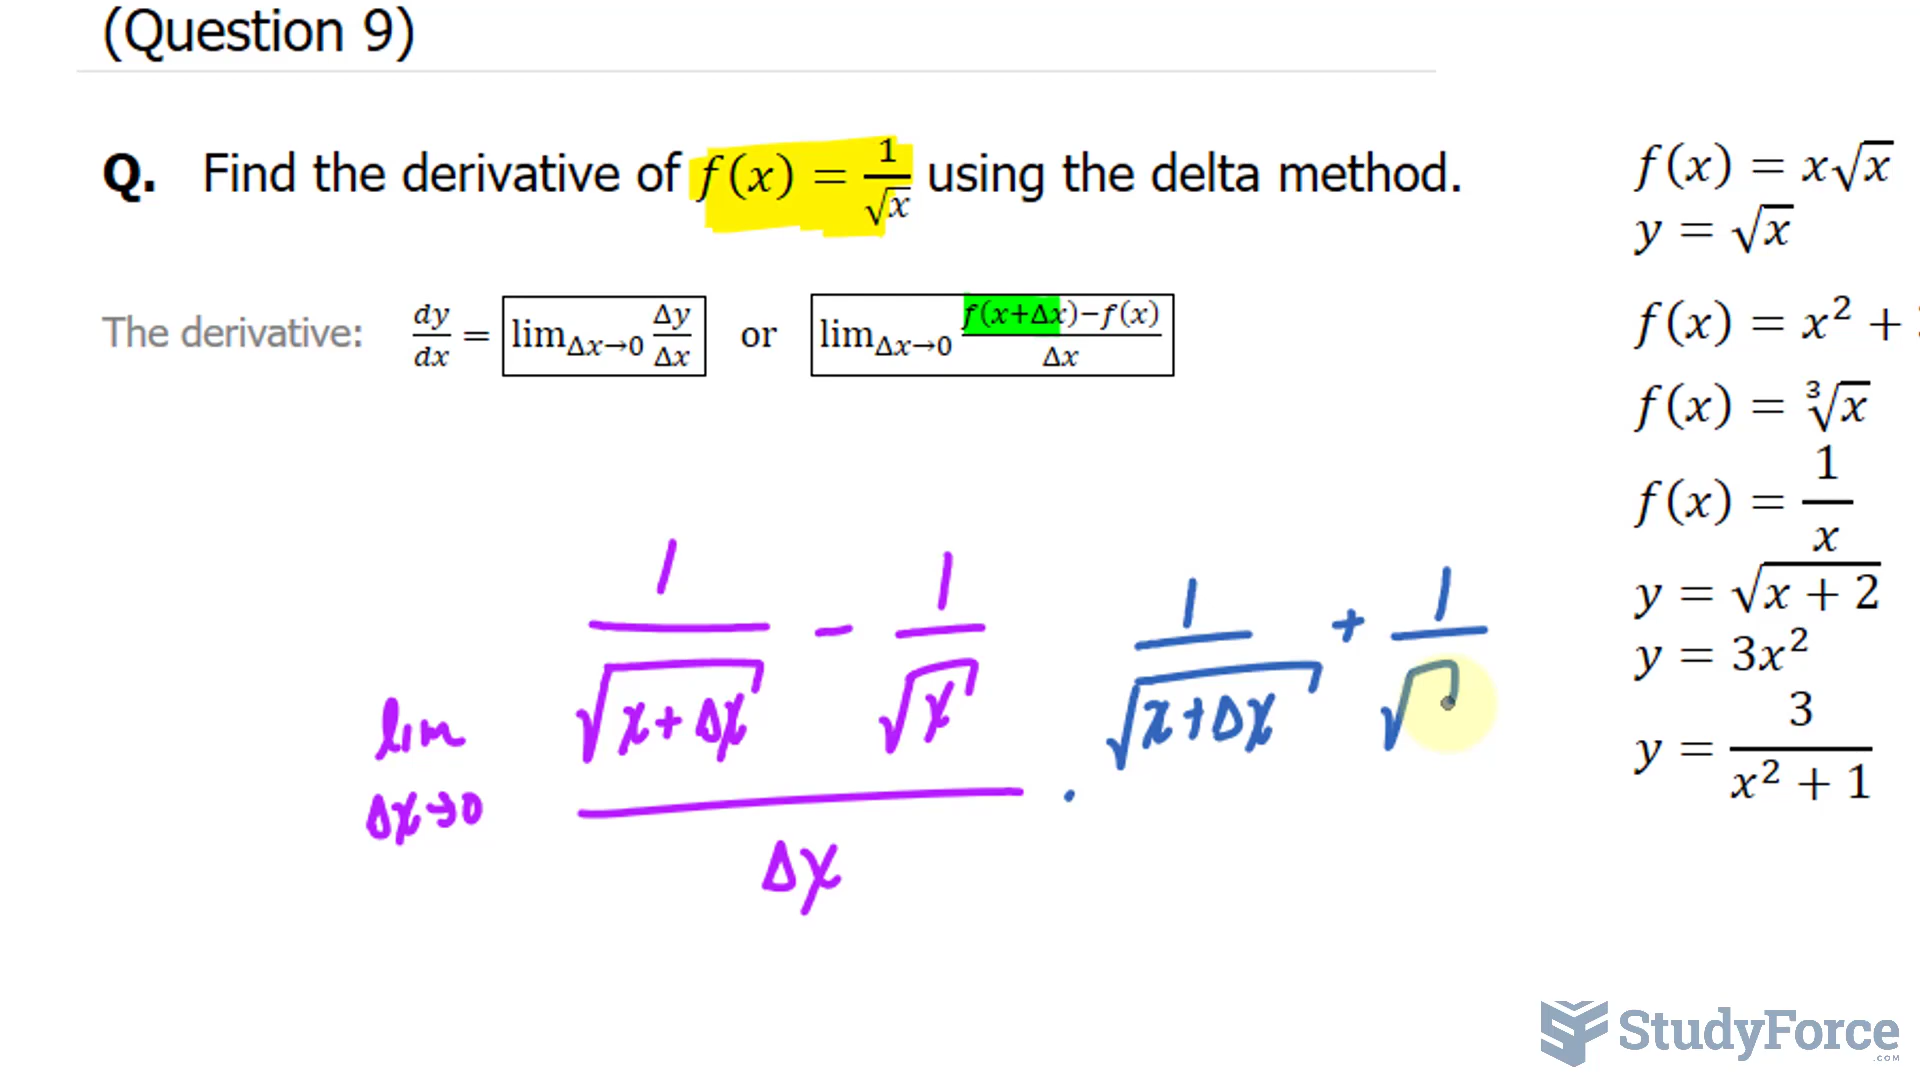 (Question 9)
Q. Find the derivative of f(x) = 1/√x using the delta method.
The derivative: dy/dx = lim_{Δx→0} Δy/Δx or lim_{Δx→0} (f(x+Δx)−f(x))/Δx
lim_{Δx→0} (1/√(x+Δx) − 1/√x)/Δx · 1/√(x+Δx) + 1/√
f(x) = x√x
y = √x
f(x) = x² +
f(x) = ∛x
f(x) = 1/x
y = √(x + 2)
y = 3x²
y = 3/(x² + 1)
StudyForce
.COM